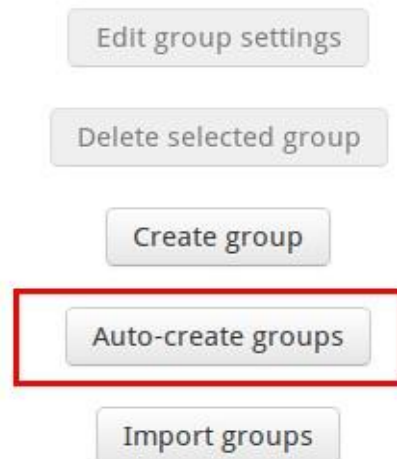 Edit group settings
Delete selected group
Create group
Auto-create groups
Import groups